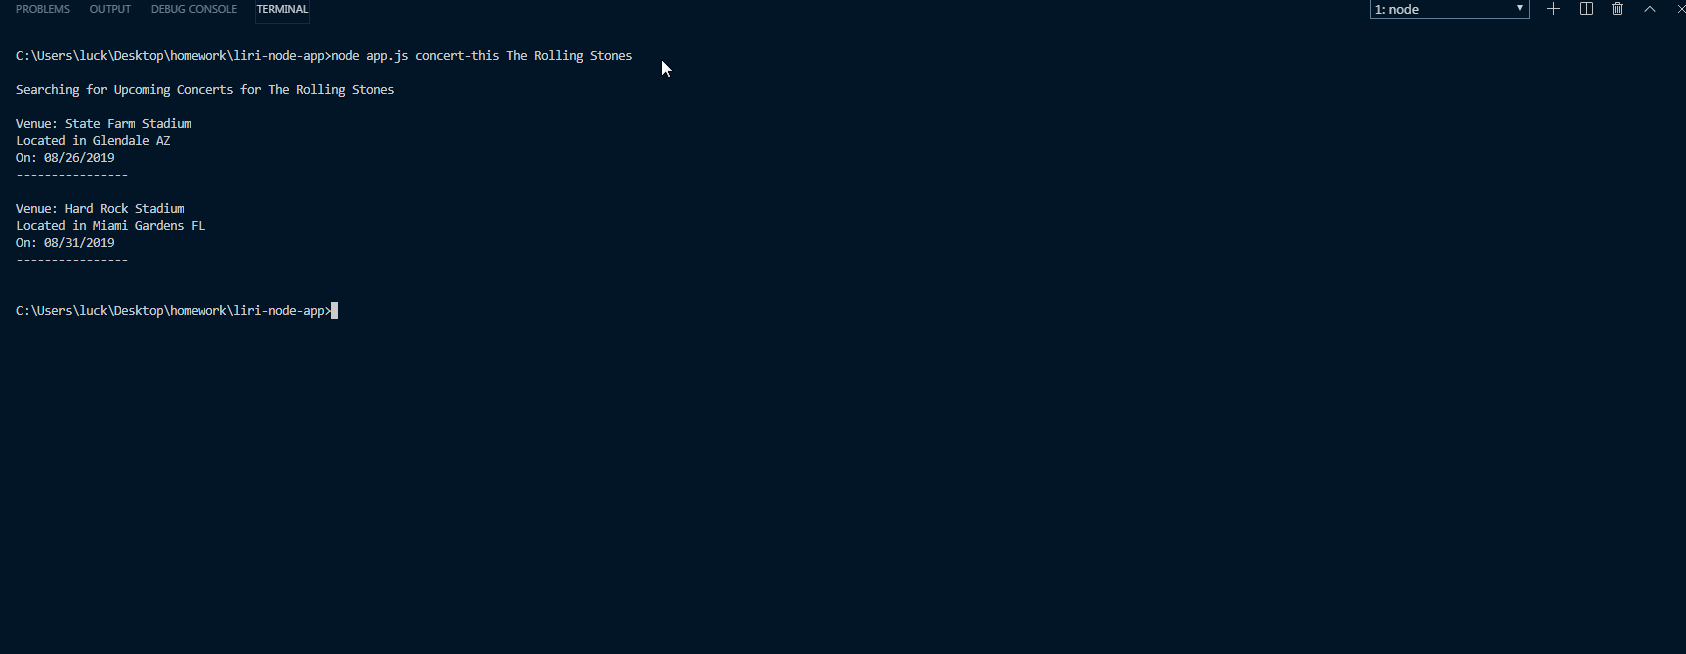 PROBLEMS OUTPUT DEBUG CONSOLE TERMINAL 1: node
C:\Users\luck\Desktop\homework\liri-node-app>node app.js concert-this The Rolling Stones
Searching for Upcoming Concerts for The Rolling Stones
Venue: State Farm Stadium
Located in Glendale AZ
On: 08/26/2019
----------------
Venue: Hard Rock Stadium
Located in Miami Gardens FL
On: 08/31/2019
----------------
C:\Users\luck\Desktop\homework\liri-node-app>